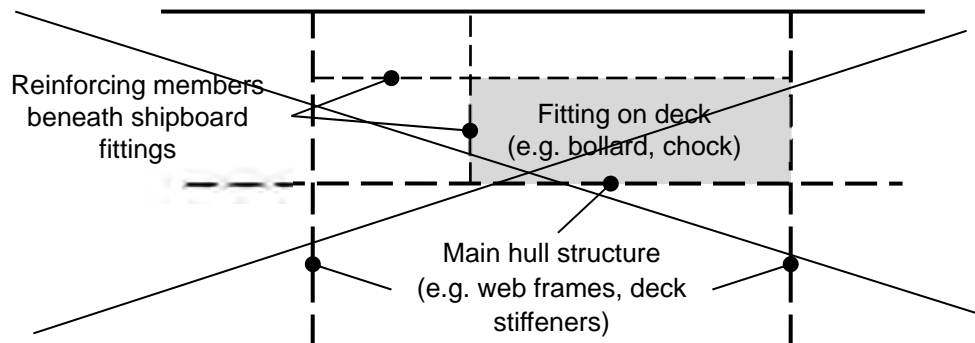 Reinforcing members
beneath shipboard
fittings
Fitting on deck
(e.g. bollard, chock)
Main hull structure
(e.g. web frames, deck
stiffeners)